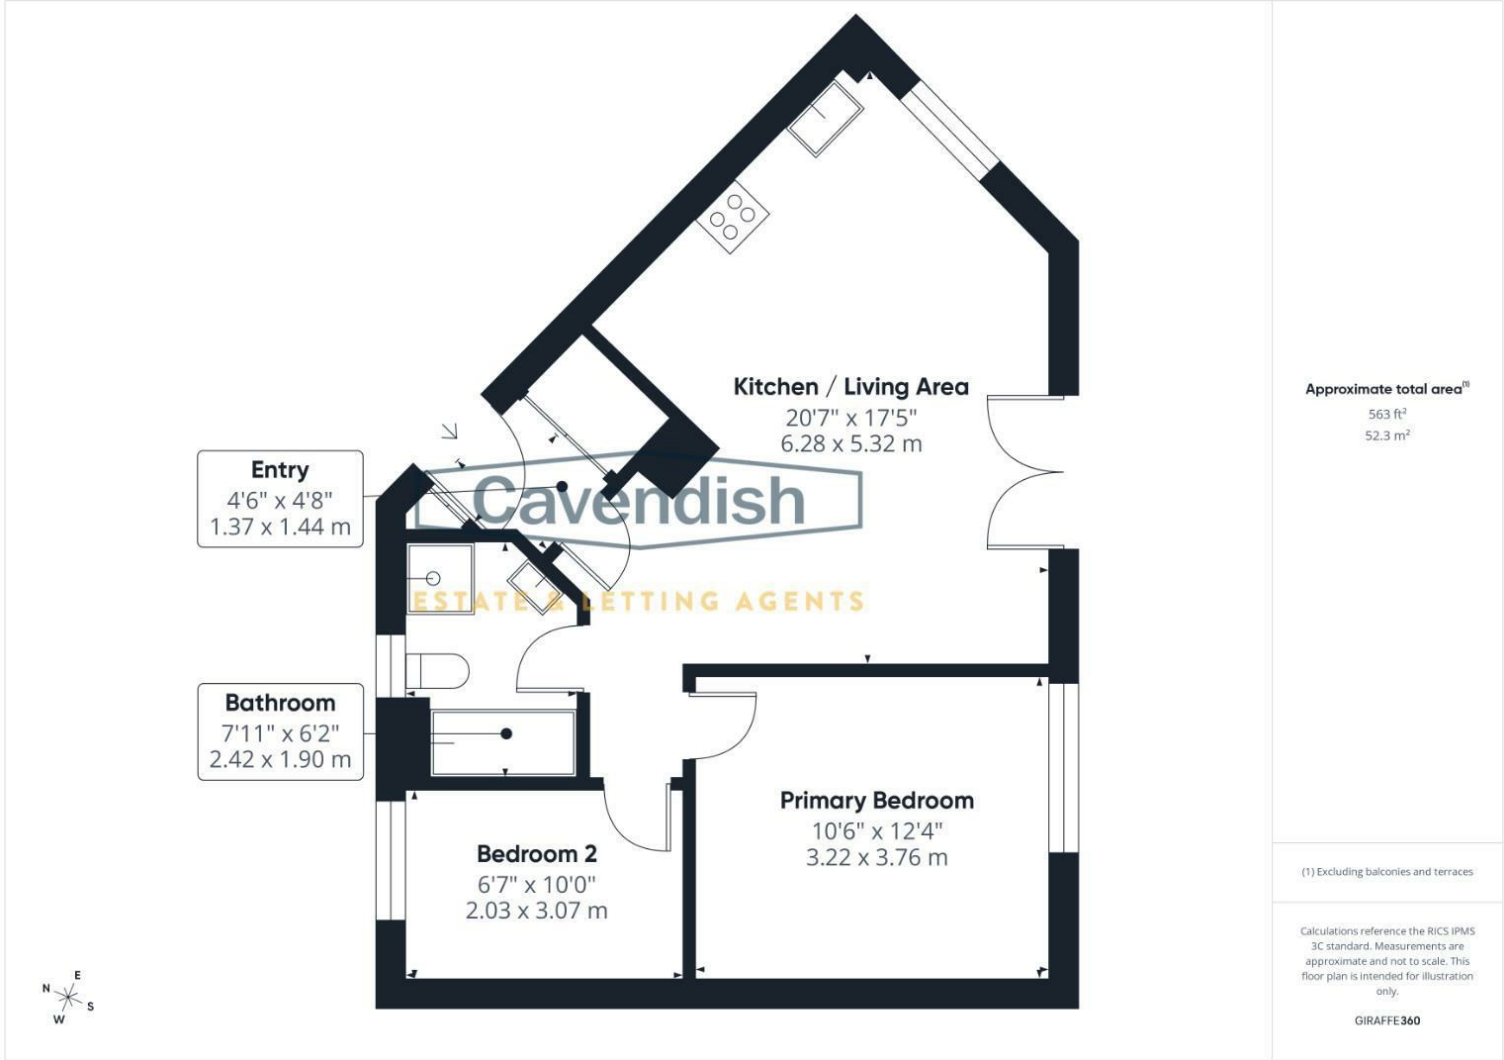 Kitchen / Living Area
20'7" x 17'5"
6.28 x 5.32 m
Approximate total area(1)
563 ft²
52.3 m²
Entry
4'6" x 4'8"
1.37 x 1.44 m
Cavendish
ESTATE & LETTING AGENTS
Bathroom
7'11" x 6'2"
2.42 x 1.90 m
Primary Bedroom
10'6" x 12'4"
3.22 x 3.76 m
Bedroom 2
6'7" x 10'0"
2.03 x 3.07 m
(1) Excluding balconies and terraces
Calculations reference the RICS IPMS
3C standard. Measurements are
approximate and not to scale. This
floor plan is intended for illustration
only.
GIRAFFE360
E
N
S
W